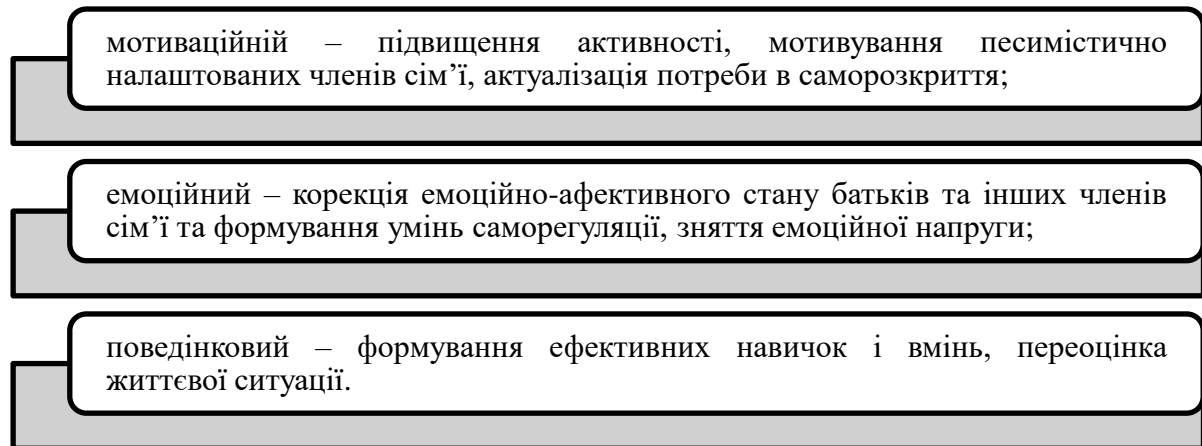 мотиваційній – підвищення активності, мотивування песимістично
налаштованих членів сім’ї, актуалізація потреби в саморозкриття;
емоційний – корекція емоційно-афективного стану батьків та інших членів
сім’ї та формування умінь саморегуляції, зняття емоційної напруги;
поведінковий – формування ефективних навичок і вмінь, переоцінка
життєвої ситуації.